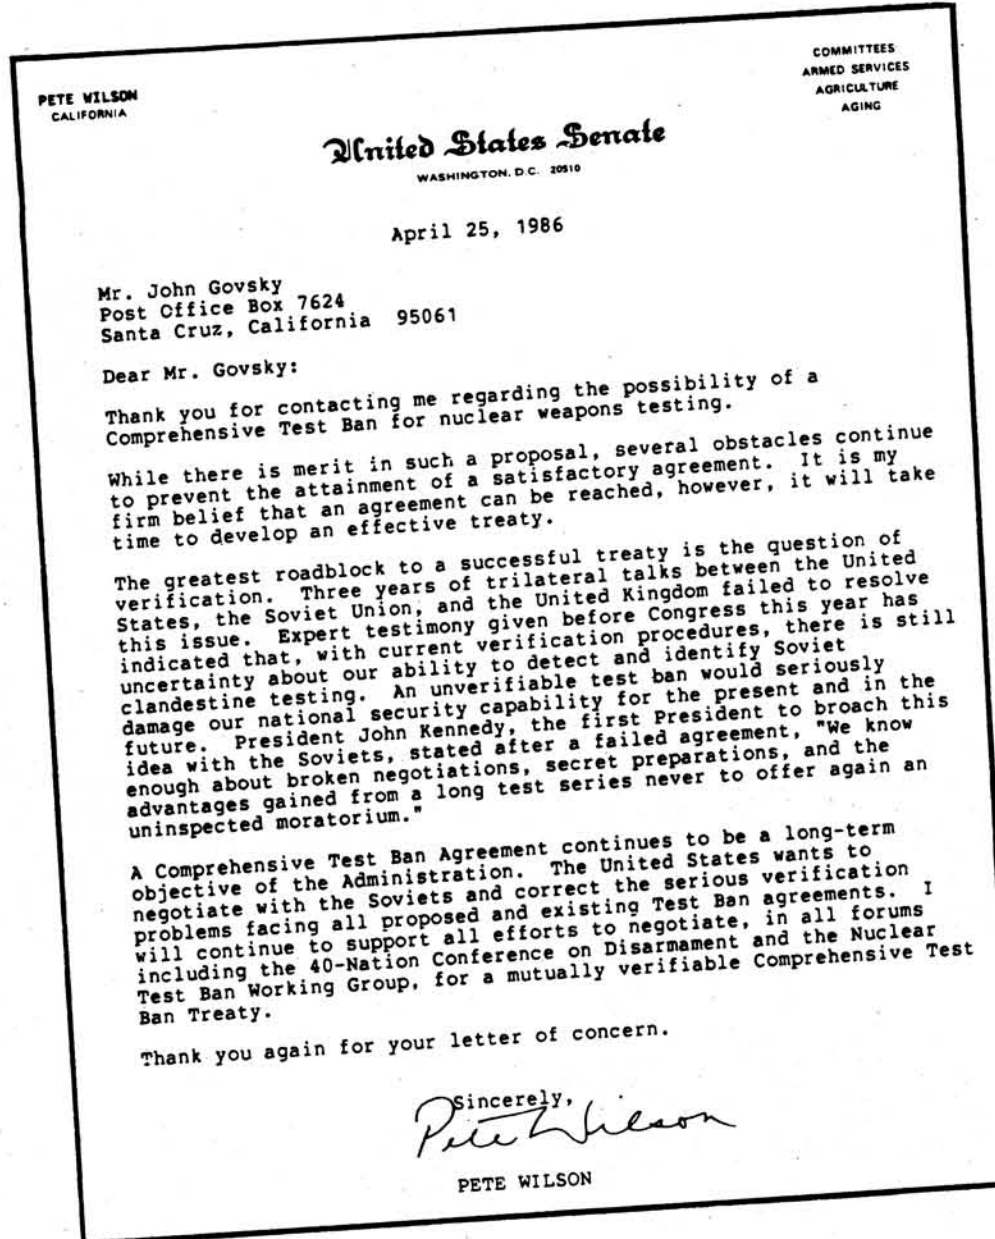 PETE WILSON
CALIFORNIA
COMMITTEES
ARMED SERVICES
AGRICULTURE
AGING
United States Senate
WASHINGTON, D.C. 20510
April 25, 1986
Mr. John Govsky
Post Office Box 7624
Santa Cruz, California 95061
Dear Mr. Govsky:
Thank you for contacting me regarding the possibility of a
Comprehensive Test Ban for nuclear weapons testing.
While there is merit in such a proposal, several obstacles continue
to prevent the attainment of a satisfactory agreement. It is my
firm belief that an agreement can be reached, however, it will take
time to develop an effective treaty.
The greatest roadblock to a successful treaty is the question of
verification. Three years of trilateral talks between the United
States, the Soviet Union, and the United Kingdom failed to resolve
this issue. Expert testimony given before Congress this year has
indicated that, with current verification procedures, there is still
uncertainty about our ability to detect and identify Soviet
clandestine testing. An unverifiable test ban would seriously
damage our national security capability for the present and in the
future. President John Kennedy, the first President to broach this
idea with the Soviets, stated after a failed agreement, "We know
enough about broken negotiations, secret preparations, and the
advantages gained from a long test series never to offer again an
uninspected moratorium."
A Comprehensive Test Ban Agreement continues to be a long-term
objective of the Administration. The United States wants to
negotiate with the Soviets and correct the serious verification
problems facing all proposed and existing Test Ban agreements. I
will continue to support all efforts to negotiate, in all forums
including the 40-Nation Conference on Disarmament and the Nuclear
Test Ban Working Group, for a mutually verifiable Comprehensive Test
Ban Treaty.
Thank you again for your letter of concern.
Sincerely,
Pete Wilson
PETE WILSON